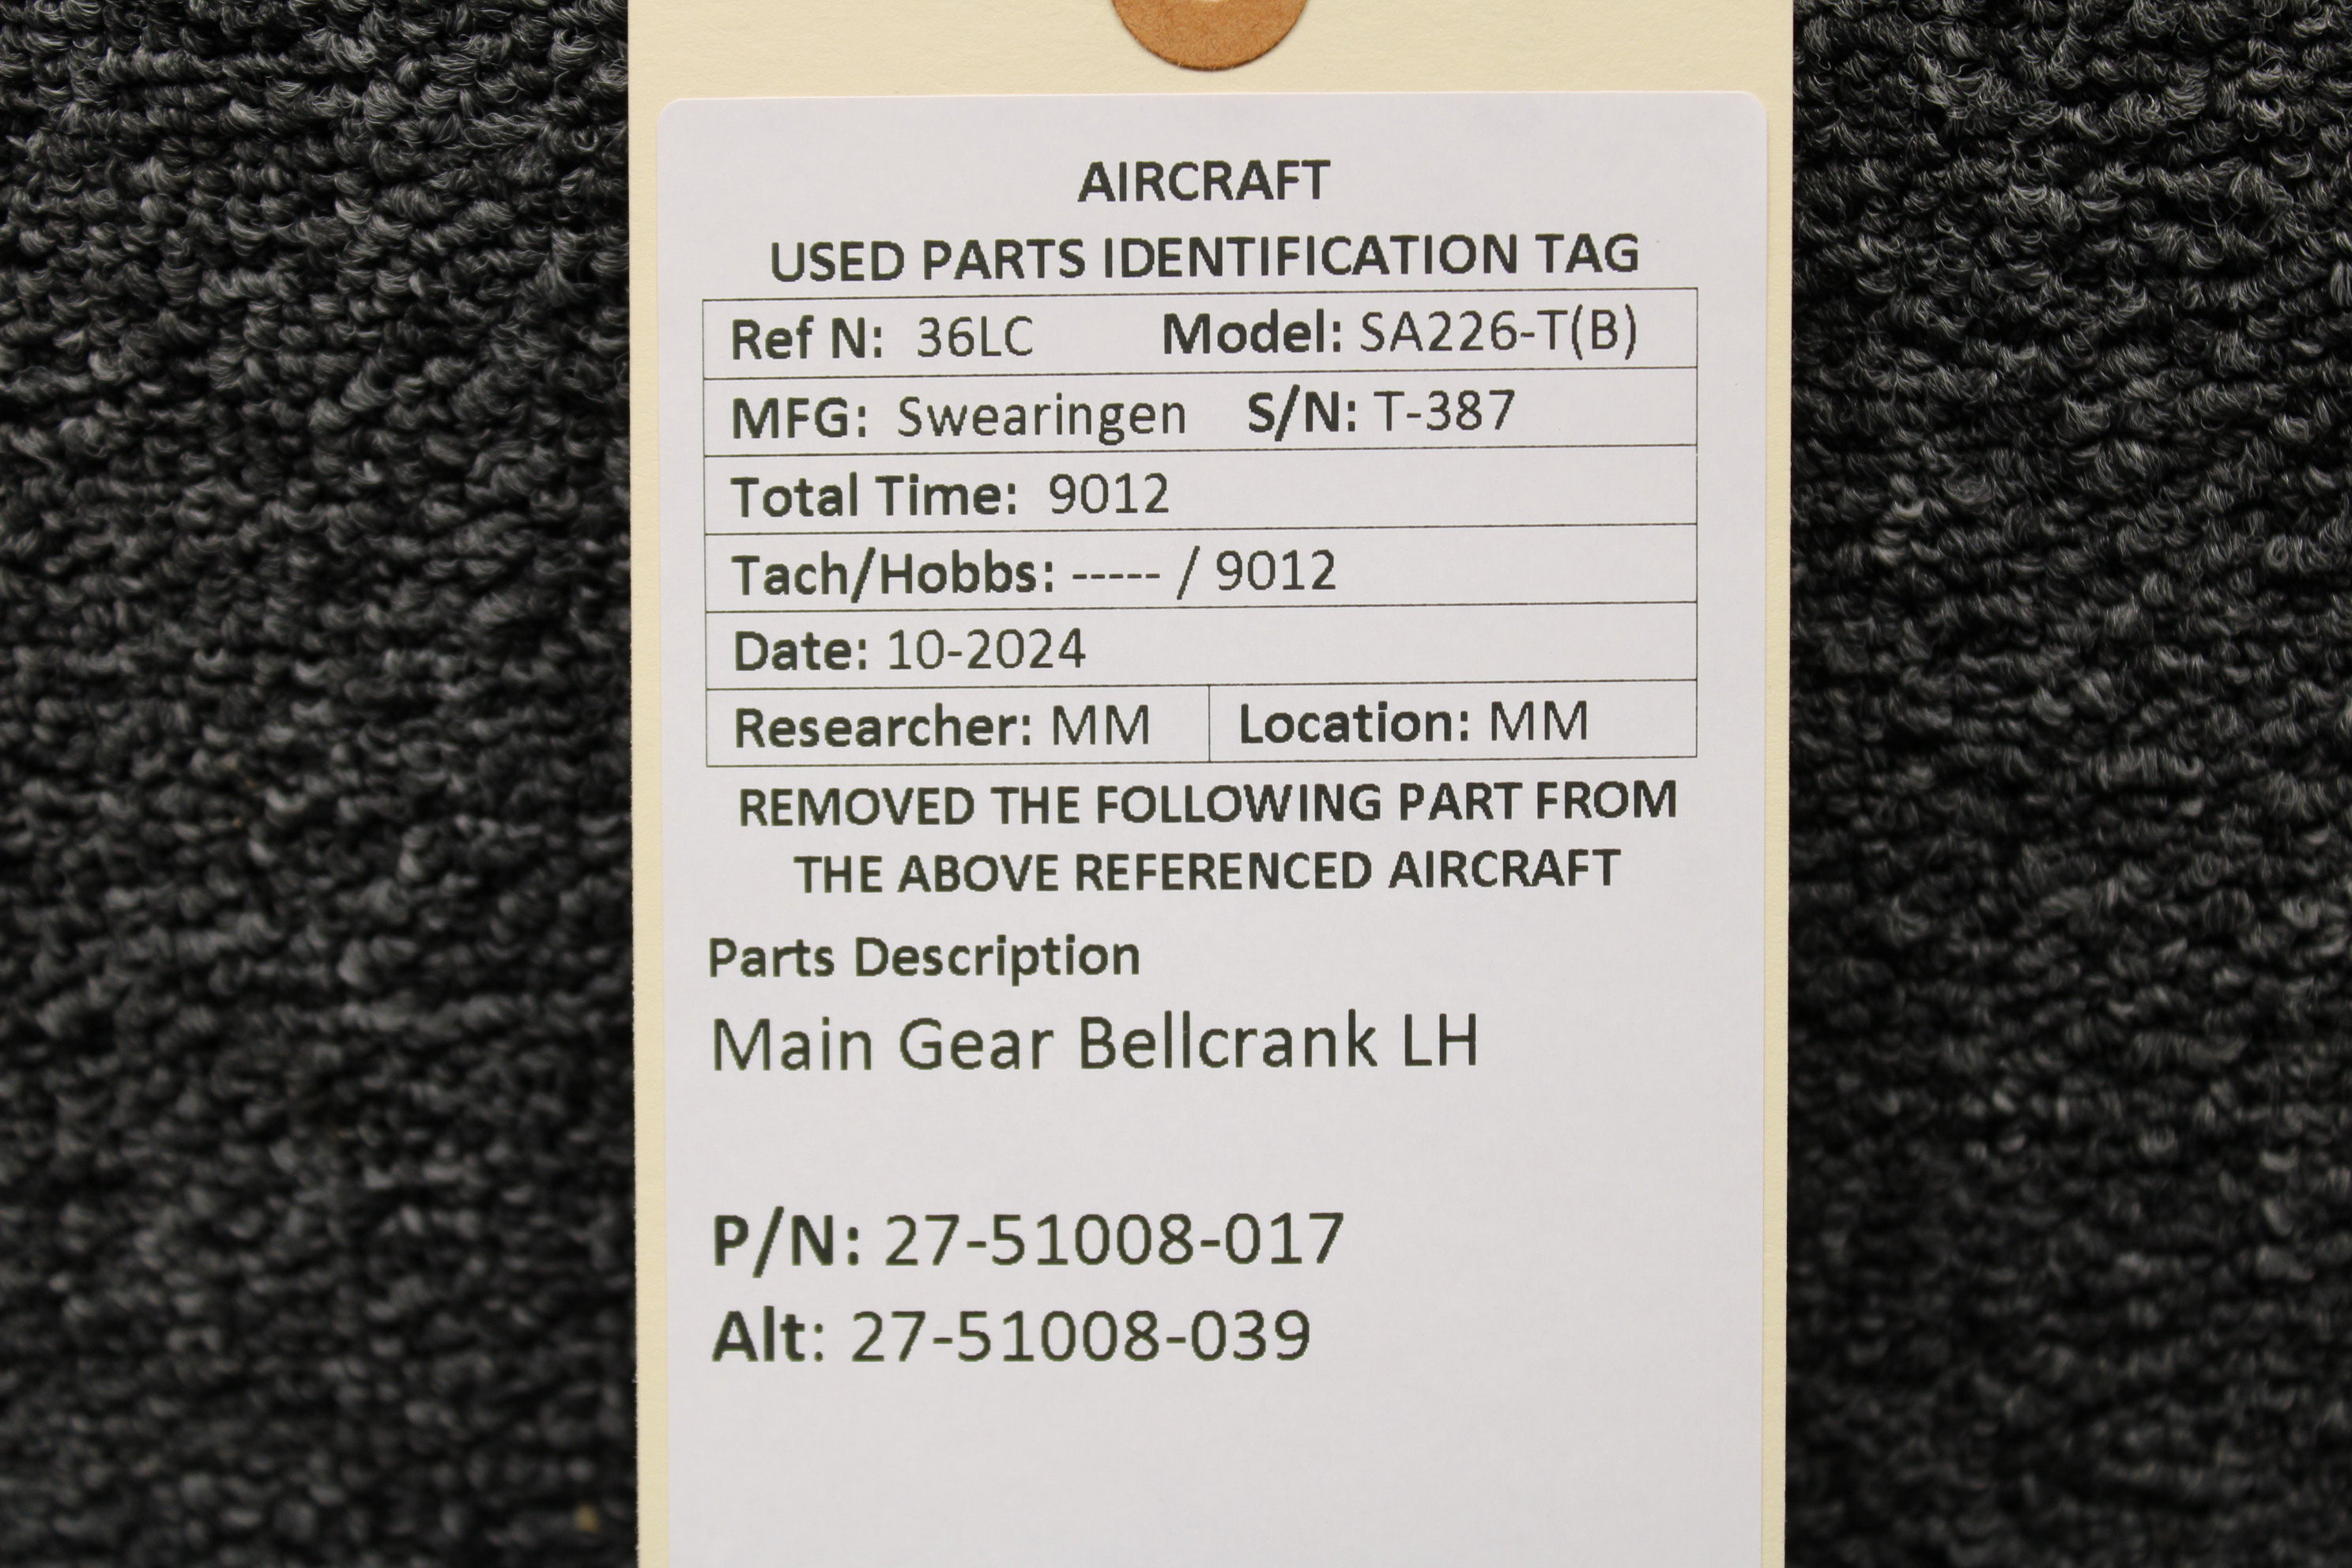 AIRCRAFT
USED PARTS IDENTIFICATION TAG
Ref N: 36LC Model: SA226-T(B)
MFG: Swearingen S/N: T-387
Total Time: 9012
Tach/Hobbs: ----- / 9012
Date: 10-2024
Researcher: MM Location: MM
REMOVED THE FOLLOWING PART FROM
THE ABOVE REFERENCED AIRCRAFT
Parts Description
Main Gear Bellcrank LH
P/N: 27-51008-017
Alt: 27-51008-039